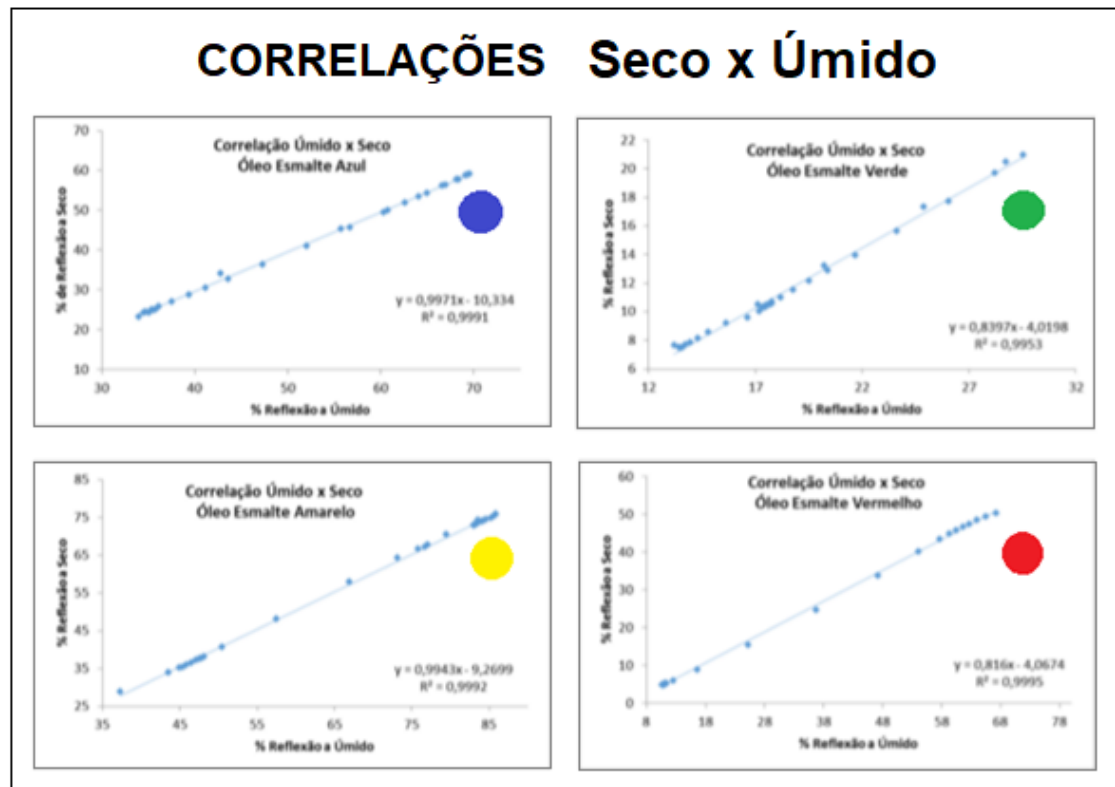 CORRELAÇÕES Seco x Úmido
Correlação Úmido x Seco
Óleo Esmalte Azul
% de Reflexão a Seco
70
60
50
40
30
20
10
y = 0,9971x - 10,334
R² = 0,9991
30 40 50 60 70
% Reflexão a Úmido
Correlação Úmido x Seco
Óleo Esmalte Verde
% Reflexão a Seco
22
20
18
16
14
12
10
8
6
y = 0,8397x - 4,0198
R² = 0,9953
12 17 22 27 32
% Reflexão a Úmido
Correlação Úmido x Seco
Óleo Esmalte Amarelo
% Reflexão a Seco
85
75
65
55
45
35
25
y = 0,9943x - 9,2699
R² = 0,9992
35 45 55 65 75 85
% Reflexão a Úmido
Correlação Úmido x Seco
Óleo Esmalte Vermelho
% Reflexão a Seco
60
50
40
30
20
10
0
y = 0,816x - 4,0674
R² = 0,9995
8 18 28 38 48 58 68 78
% Reflexão a Úmido